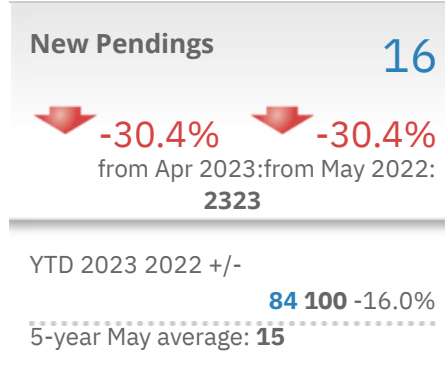 New Pendings 16
-30.4% -30.4%
from Apr 2023:from May 2022:
2323
YTD 2023 2022 +/-
84 100 -16.0%
5-year May average: 15